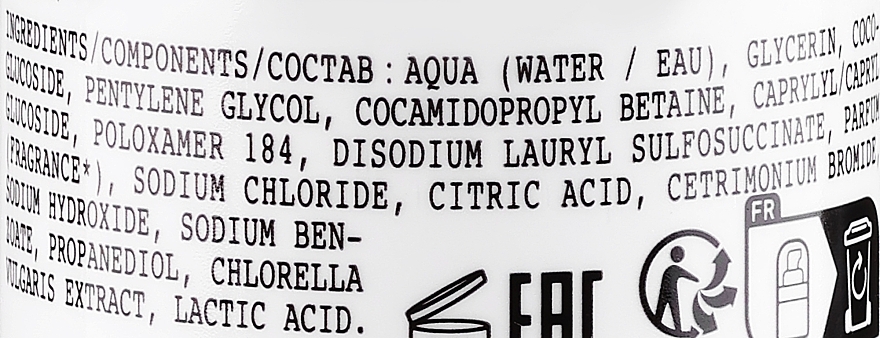 INGREDIENTS/COMPONENTS/COCTAB : AQUA (WATER / EAU), GLYCERIN, COCO-
GLUCOSIDE, PENTYLENE GLYCOL, COCAMIDOPROPYL BETAINE, CAPRYLYL/CAPRYL
GLUCOSIDE, POLOXAMER 184, DISODIUM LAURYL SULFOSUCCINATE, PARFUM
(FRAGRANCE*), SODIUM CHLORIDE, CITRIC ACID, CETRIMONIUM BROMIDE,
SODIUM HYDROXIDE, SODIUM BEN-
ZOATE, PROPANEDIOL, CHLORELLA
VULGARIS EXTRACT, LACTIC ACID.
FR
EAC